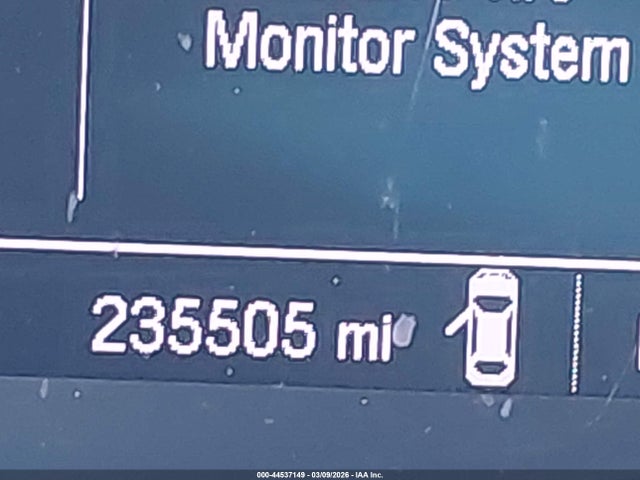 Monitor System
235505 mi
000-44537149 - 03/09/2026 - IAA Inc.